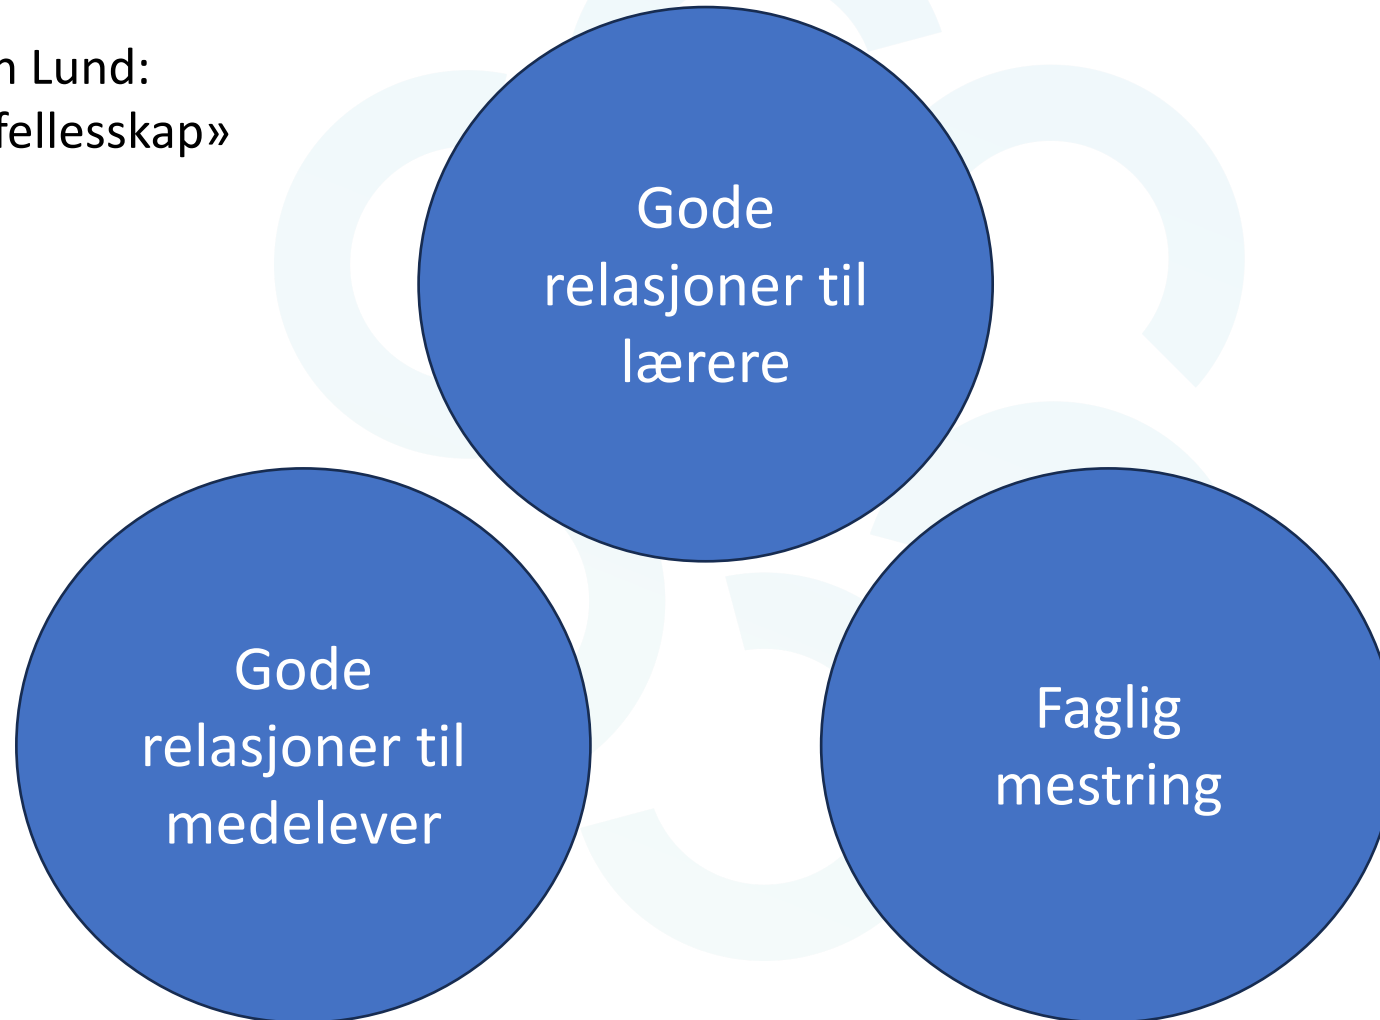 n Lund:
fellesskap»
Gode
relasjoner til
lærere
Gode
relasjoner til
medelever
Faglig
mestring